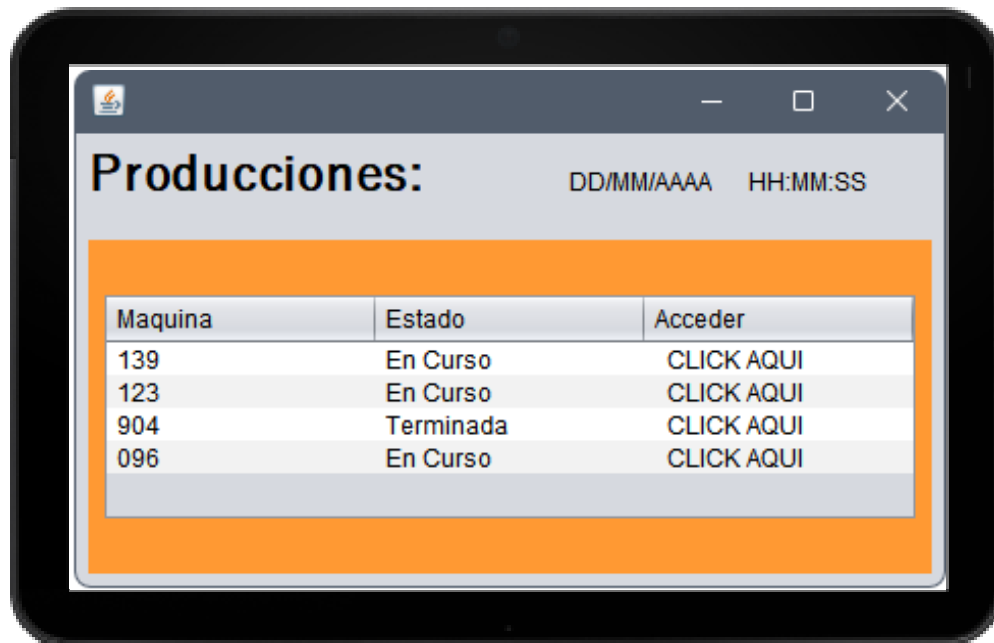 Producciones: DD/MM/AAAA HH:MM:SS
Maquina Estado Acceder
139 En Curso CLICK AQUI
123 En Curso CLICK AQUI
904 Terminada CLICK AQUI
096 En Curso CLICK AQUI